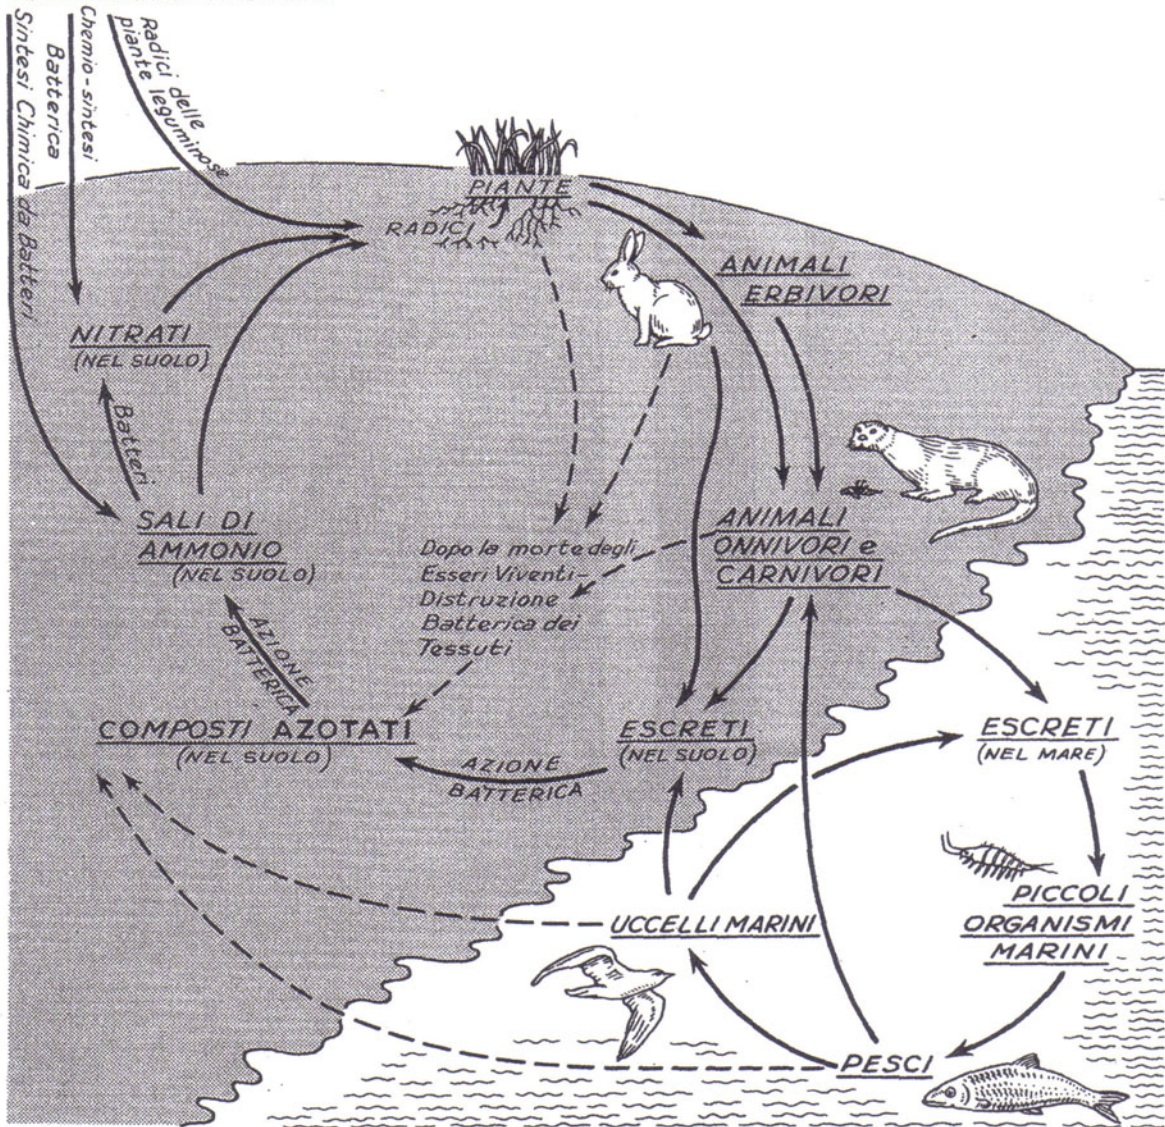 Sintesi Chimica da Batteri
Chemio-sintesi
Batterica
Radici delle
piante leguminose
PIANTE
RADICI
ANIMALI
ERBIVORI
NITRATI
(NEL SUOLO)
Batteri
SALI DI
AMMONIO
(NEL SUOLO)
Dopo la morte degli
Esseri Viventi-
Distruzione
Batterica dei
Tessuti
ANIMALI
ONNIVORI e
CARNIVORI
AZIONE
BATTERICA
COMPOSTI AZOTATI
(NEL SUOLO)
AZIONE
BATTERICA
ESCRETI
(NEL SUOLO)
ESCRETI
(NEL MARE)
PICCOLI
ORGANISMI
MARINI
UCCELLI MARINI
PESCI